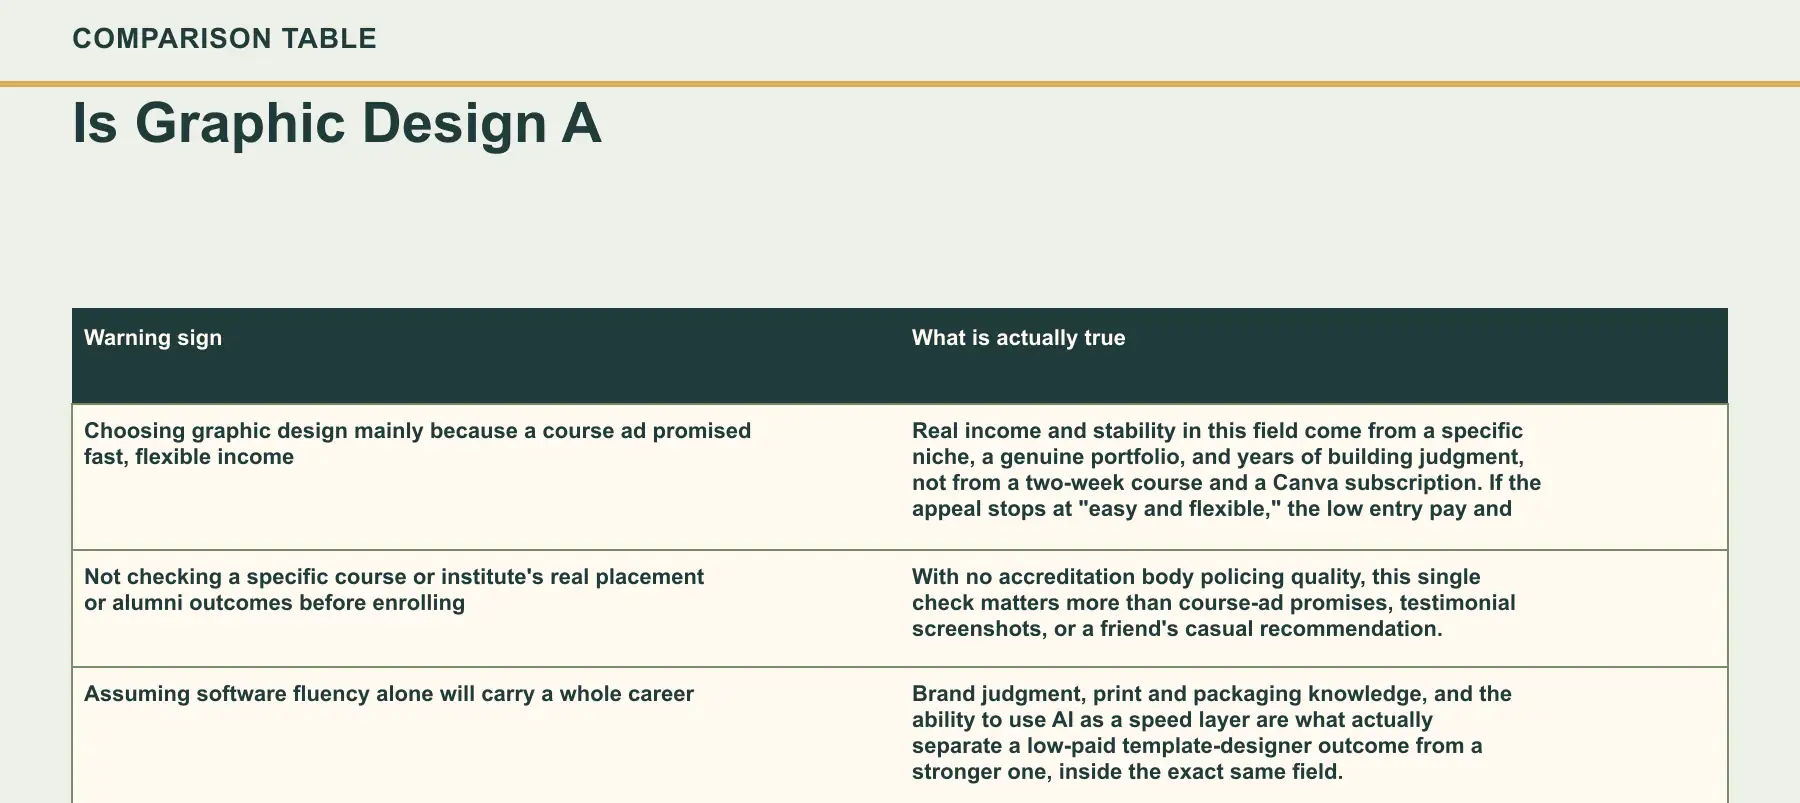 COMPARISON TABLE
Is Graphic Design A
Warning sign
What is actually true
Choosing graphic design mainly because a course ad promised
fast, flexible income
Real income and stability in this field come from a specific
niche, a genuine portfolio, and years of building judgment,
not from a two-week course and a Canva subscription. If the
appeal stops at "easy and flexible," the low entry pay and
Not checking a specific course or institute's real placement
or alumni outcomes before enrolling
With no accreditation body policing quality, this single
check matters more than course-ad promises, testimonial
screenshots, or a friend's casual recommendation.
Assuming software fluency alone will carry a whole career
Brand judgment, print and packaging knowledge, and the
ability to use AI as a speed layer are what actually
separate a low-paid template-designer outcome from a
stronger one, inside the exact same field.